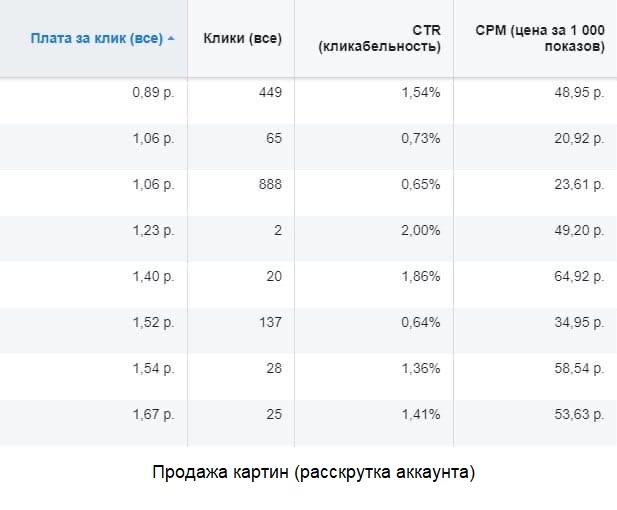 Плата за клик (все) Клики (все) CTR (кликабельность) CPM (цена за 1 000 показов)
0,89 р. 449 1,54% 48,95 р.
1,06 р. 65 0,73% 20,92 р.
1,06 р. 888 0,65% 23,61 р.
1,23 р. 2 2,00% 49,20 р.
1,40 р. 20 1,86% 64,92 р.
1,52 р. 137 0,64% 34,95 р.
1,54 р. 28 1,36% 58,54 р.
1,67 р. 25 1,41% 53,63 р.
Продажа картин (расскрутка аккаунта)